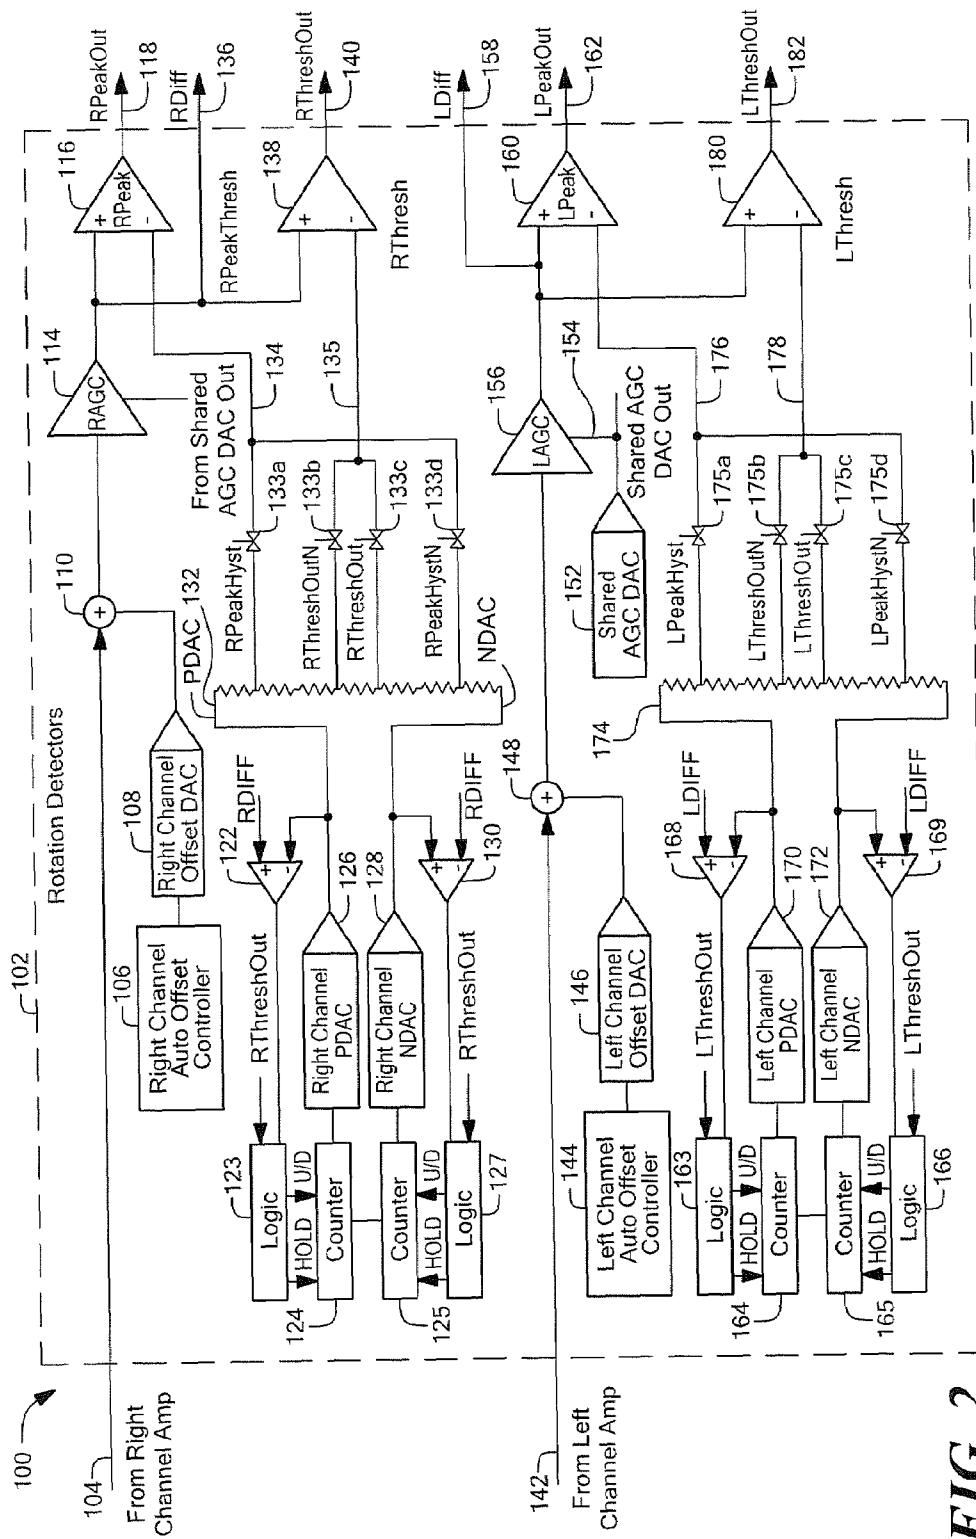 100
102
Rotation Detectors
104
From Right
Channel Amp
106
Right Channel
Auto Offset
Controller
108
Right Channel
Offset DAC
110
+
114
RAGC
From Shared
AGC DAC Out
116
+
RPeak
-
RPeakOut
118
RDiff
136
RPeakThresh
138
+
-
RThresh
RThreshOut
140
RThreshOut
123
Logic
HOLD
U/D
Counter
124
122
RDIFF
+
-
Right Channel
PDAC
126
PDAC
132
RPeakHyst
133a
134
RThreshOutN
133b
135
RThreshOut
133c
RPeakHystN
133d
NDAC
Right Channel
NDAC
128
Counter
125
HOLD
U/D
Logic
127
RThreshOut
+
-
RDIFF
130
142
From Left
Channel Amp
144
Left Channel
Auto Offset
Controller
146
Left Channel
Offset DAC
148
+
152
Shared
AGC DAC
154
Shared AGC
DAC Out
156
LAGC
LDiff
158
160
+
LPeak
-
LPeakOut
162
180
+
-
LThresh
LThreshOut
182
LThreshOut
163
Logic
HOLD
U/D
Counter
164
168
LDIFF
+
-
Left Channel
PDAC
170
174
LPeakHyst
175a
176
LThreshOutN
175b
178
LThreshOut
175c
LPeakHystN
175d
Left Channel
NDAC
172
Counter
165
HOLD
U/D
Logic
166
LThreshOut
+
-
LDIFF
169
FIG. 2